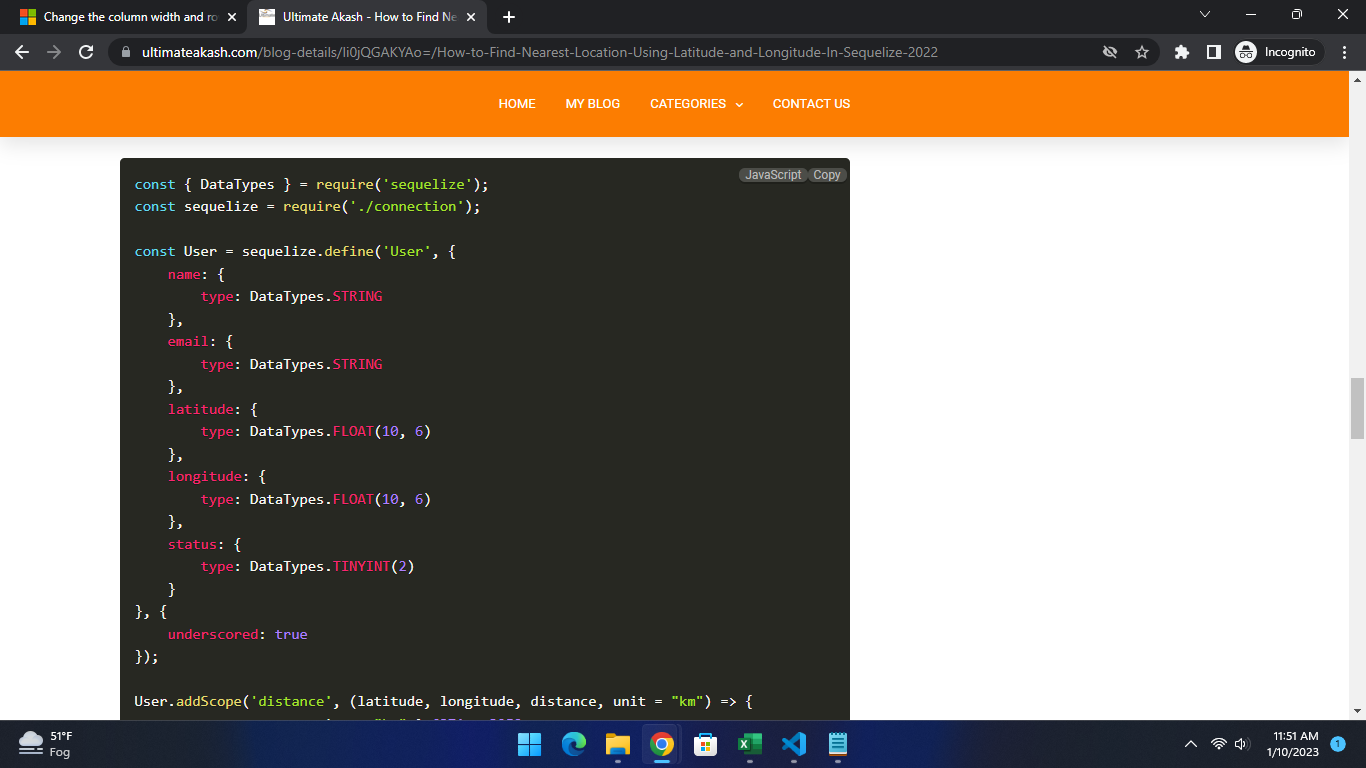 Change the column width and ro
Ultimate Akash - How to Find Ne
ultimateakash.com/blog-details/Ii0jQGAKYAo=/How-to-Find-Nearest-Location-Using-Latitude-and-Longitude-In-Sequelize-2022
Incognito
HOME MY BLOG CATEGORIES CONTACT US
JavaScript Copy
const { DataTypes } = require('sequelize');
const sequelize = require('./connection');
const User = sequelize.define('User', {
name: {
type: DataTypes.STRING
},
email: {
type: DataTypes.STRING
},
latitude: {
type: DataTypes.FLOAT(10, 6)
},
longitude: {
type: DataTypes.FLOAT(10, 6)
},
status: {
type: DataTypes.TINYINT(2)
}
}, {
underscored: true
});
User.addScope('distance', (latitude, longitude, distance, unit = "km") => {
51°F
Fog
11:51 AM
1/10/2023
1